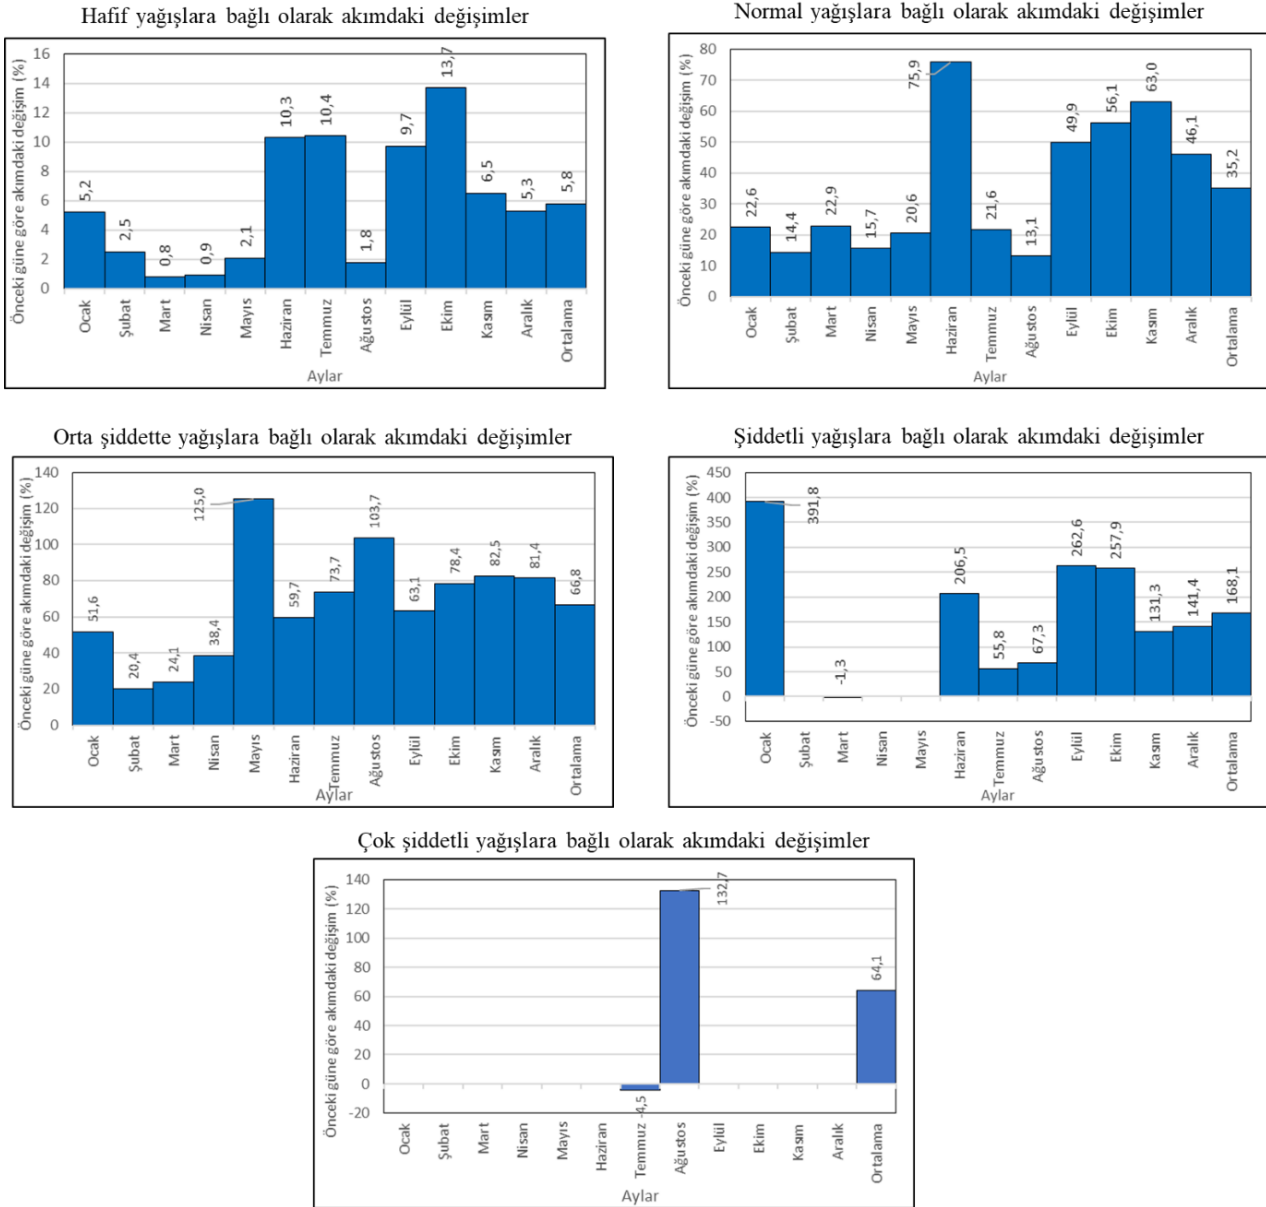 Hafif yağışlara bağlı olarak akımdaki değişimler
Önceki güne göre akımdaki değişim (%)
16
14
12
10
8
6
4
2
0
5,2
2,5
0,8
0,9
2,1
10,3
10,4
1,8
9,7
13,7
6,5
5,3
5,8
Ocak
Şubat
Mart
Nisan
Mayıs
Haziran
Temmuz
Ağustos
Eylül
Ekim
Kasım
Aralık
Ortalama
Aylar
Normal yağışlara bağlı olarak akımdaki değişimler
Önceki güne göre akımdaki değişim (%)
80
70
60
50
40
30
20
10
0
22,6
14,4
22,9
15,7
20,6
75,9
21,6
13,1
49,9
56,1
63,0
46,1
35,2
Ocak
Şubat
Mart
Nisan
Mayıs
Haziran
Temmuz
Ağustos
Eylül
Ekim
Kasım
Aralık
Ortalama
Aylar
Orta şiddette yağışlara bağlı olarak akımdaki değişimler
Önceki güne göre akımdaki değişim (%)
140
120
100
80
60
40
20
0
51,6
20,4
24,1
38,4
125,0
59,7
73,7
103,7
63,1
78,4
82,5
81,4
66,8
Ocak
Şubat
Mart
Nisan
Mayıs
Haziran
Temmuz
Ağustos
Eylül
Ekim
Kasım
Aralık
Ortalama
Aylar
Şiddetli yağışlara bağlı olarak akımdaki değişimler
Önceki güne göre akımdaki değişim (%)
450
400
350
300
250
200
150
100
50
0
-50
391,8
-1,3
206,5
55,8
67,3
262,6
257,9
131,3
141,4
168,1
Ocak
Şubat
Mart
Nisan
Mayıs
Haziran
Temmuz
Ağustos
Eylül
Ekim
Kasım
Aralık
Ortalama
Aylar
Çok şiddetli yağışlara bağlı olarak akımdaki değişimler
Önceki güne göre akımdaki değişim (%)
140
120
100
80
60
40
20
0
-20
-4,5
132,7
64,1
Ocak
Şubat
Mart
Nisan
Mayıs
Haziran
Temmuz
Ağustos
Eylül
Ekim
Kasım
Aralık
Ortalama
Aylar